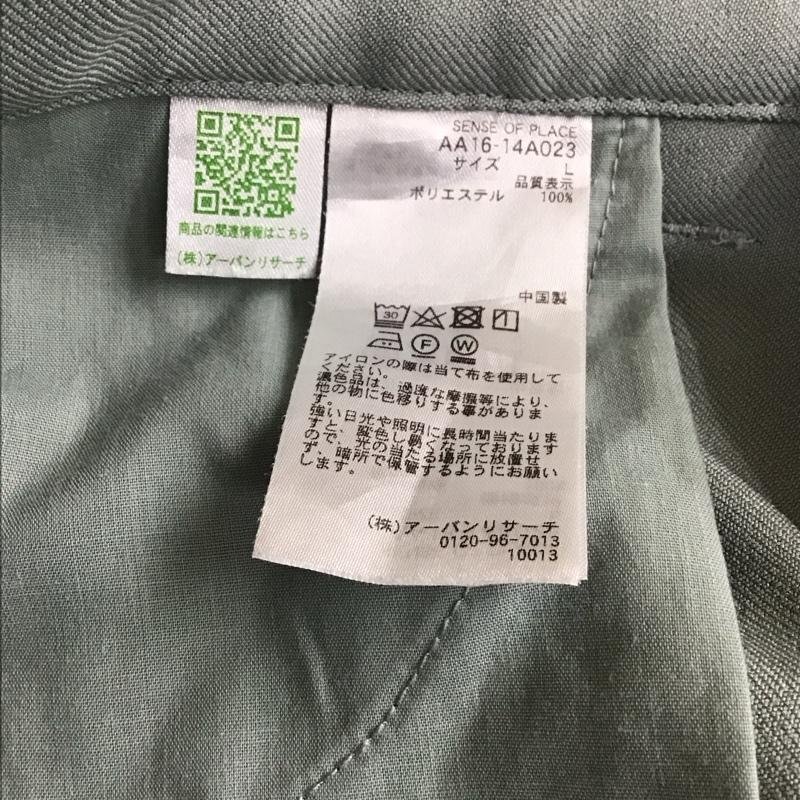 商品の関連情報はこちら
(株)アーバンリサーチ
SENSE OF PLACE
AA16-14A023
サイズ L
品質表示
ポリエステル 100%
中国製
30
F W
アイロンの際は当て布を使用して
ください。
濃色品は、過度な摩擦等により、
他の物に色移りする事がありま
す。
強い日光や照明に長時間当たりま
すと、変色し易くなっております
ので、光の当たる場所に放置せ
ず、暗所で保管するようにお願い
します。
(株)アーバンリサーチ
0120-96-7013
10013